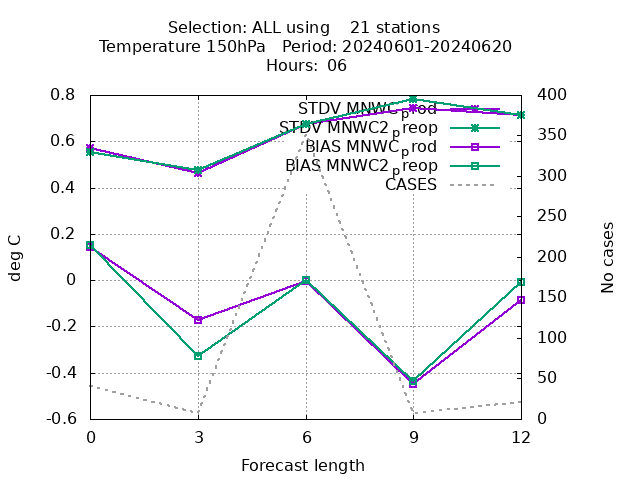 Selection: ALL using    21 stations
Temperature 150hPa   Period: 20240601-20240620
Hours:  06
0.8
0.6
0.4
0.2
0
-0.2
-0.4
-0.6
deg C
400
350
300
250
200
150
100
50
0
No cases
STDV MNWC_prod
STDV MNWC2_preop
BIAS MNWC_prod
BIAS MNWC2_preop
CASES
0 3 6 9 12
Forecast length